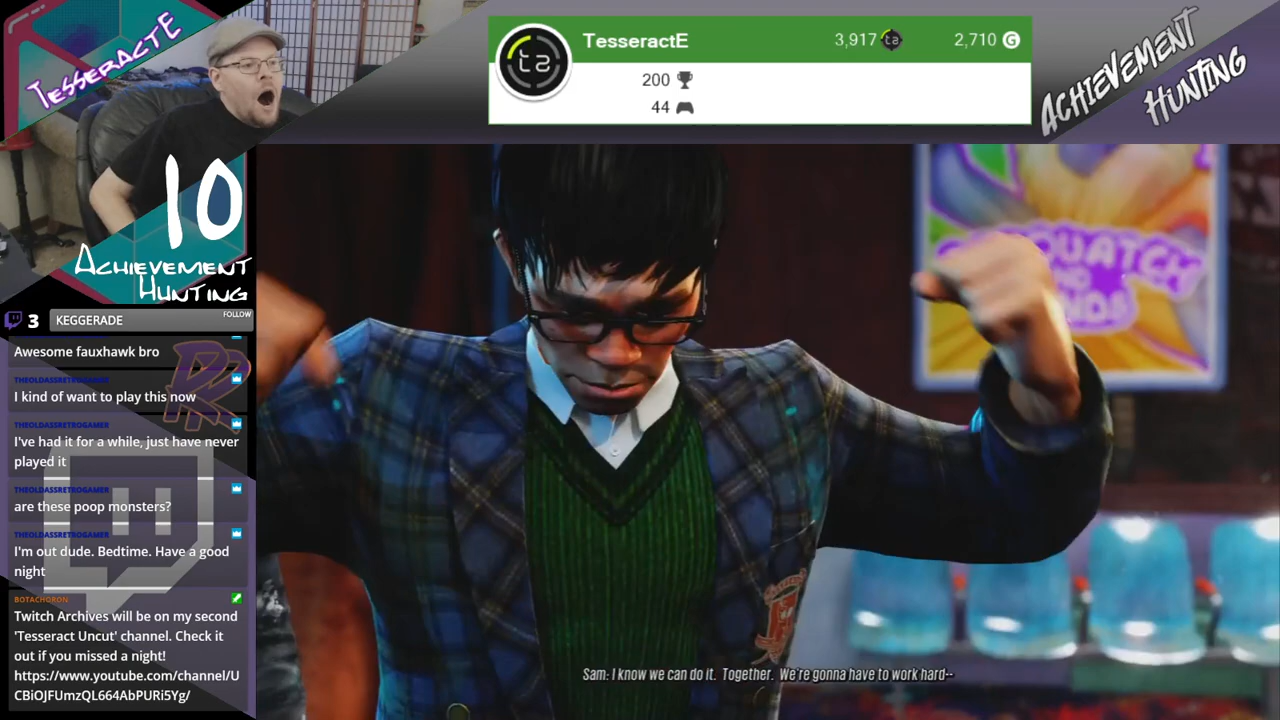 TESSERACTE
TesseractE
3,917
2,710 G
200
44
ACHIEVEMENT
HUNTING
10
ACHIEVEMENT
HUNTING
3
KEGGERADE
FOLLOW
Awesome fauxhawk bro
THEOLDASSRETROGAMER
I kind of want to play this now
THEOLDASSRETROGAMER
I've had it for a while, just have never
played it
THEOLDASSRETROGAMER
are these poop monsters?
THEOLDASSRETROGAMER
I'm out dude. Bedtime. Have a good
night
BOTACHORON
Twitch Archives will be on my second
'Tesseract Uncut' channel. Check it
out if you missed a night!
https://www.youtube.com/channel/U
CBiOJFUmzQL664AbPURi5Yg/
Sam: I know we can do it. Together. We're gonna have to work hard--